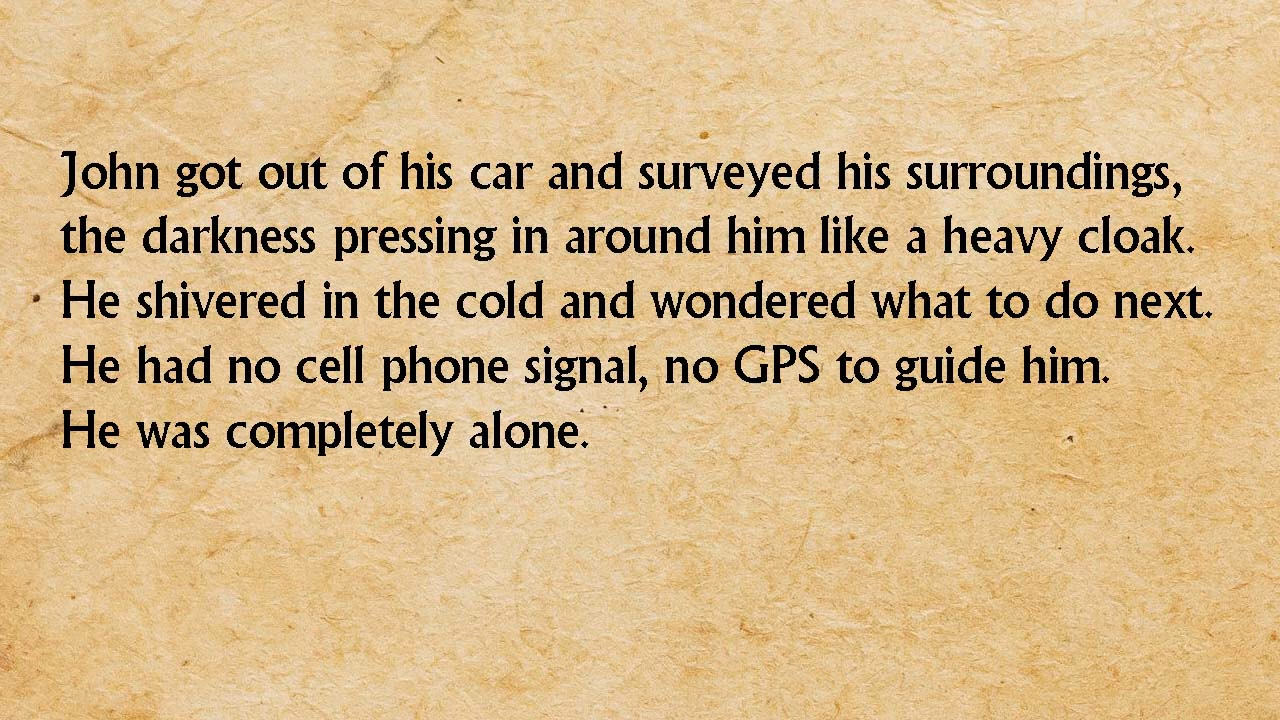 John got out of his car and surveyed his surroundings,
the darkness pressing in around him like a heavy cloak.
He shivered in the cold and wondered what to do next.
He had no cell phone signal, no GPS to guide him.
He was completely alone.